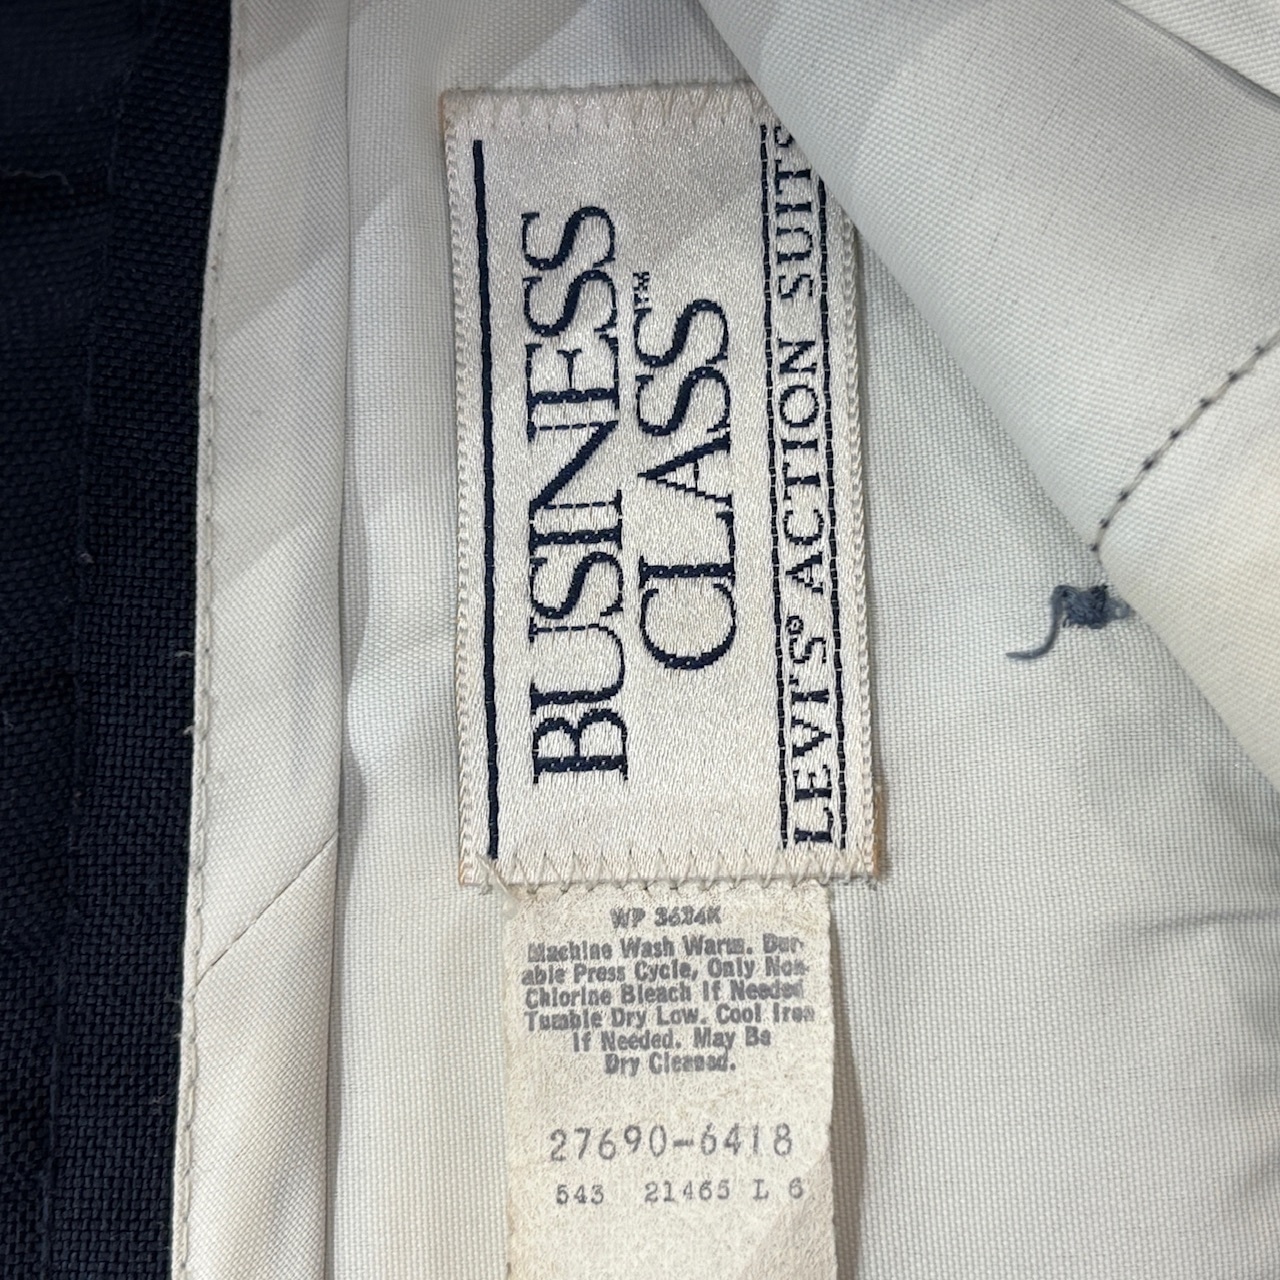 BUSINESS
CLASS™
LEVI'S® ACTION SUITS
WP 3634K
Machine Wash Warm. Dur-
able Press Cycle, Only Non-
Chlorine Bleach If Needed
Tumble Dry Low. Cool Iron
If Needed. May Be
Dry Cleaned.
27690-6418
543 21465 L 6